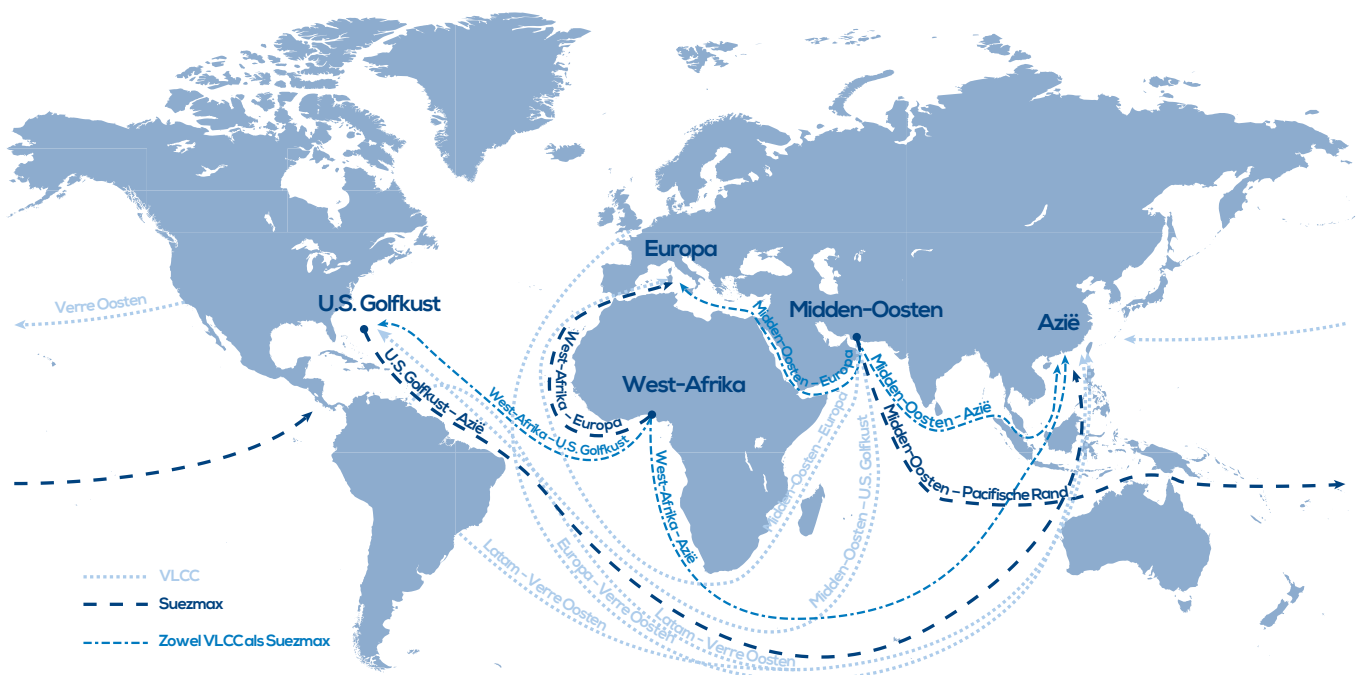 Europa
Verre Oosten
U.S. Golfkust
Midden-Oosten
Azië
West-Afrika
U.S. Golfkust – Azië
West-Afrika – U.S. Golfkust
West-Afrika – Europa
Midden-Oosten – Europa
Midden-Oosten – Azië
Midden-Oosten – Pacifische Rand
Midden-Oosten – Europa
Midden-Oosten – U.S. Golfkust
West-Afrika – Azië
Latam – Verre Oosten
Europa – Verre Oosten
Latam – Verre Oosten
VLCC
Suezmax
Zowel VLCC als Suezmax